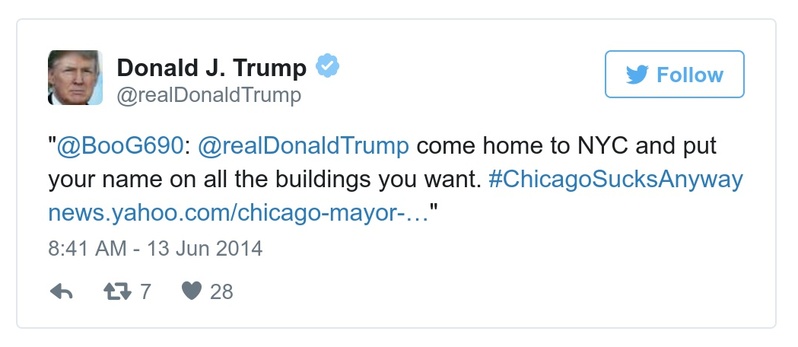 Donald J. Trump
@realDonaldTrump
Follow
"@BooG690: @realDonaldTrump come home to NYC and put
your name on all the buildings you want. #ChicagoSucksAnyway
news.yahoo.com/chicago-mayor-…"
8:41 AM - 13 Jun 2014
7 28